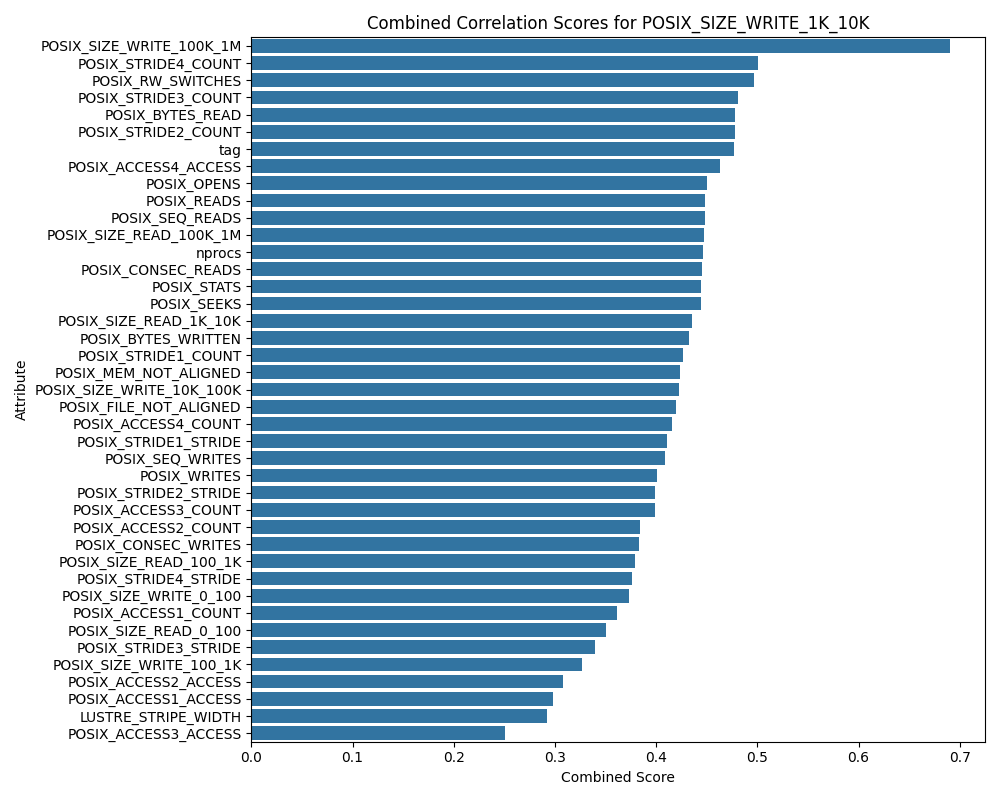 Combined Correlation Scores for POSIX_SIZE_WRITE_1K_10K
POSIX_SIZE_WRITE_100K_1M
POSIX_STRIDE4_COUNT
POSIX_RW_SWITCHES
POSIX_STRIDE3_COUNT
POSIX_BYTES_READ
POSIX_STRIDE2_COUNT
tag
POSIX_ACCESS4_ACCESS
POSIX_OPENS
POSIX_READS
POSIX_SEQ_READS
POSIX_SIZE_READ_100K_1M
nprocs
POSIX_CONSEC_READS
POSIX_STATS
POSIX_SEEKS
POSIX_SIZE_READ_1K_10K
POSIX_BYTES_WRITTEN
POSIX_STRIDE1_COUNT
POSIX_MEM_NOT_ALIGNED
POSIX_SIZE_WRITE_10K_100K
POSIX_FILE_NOT_ALIGNED
POSIX_ACCESS4_COUNT
POSIX_STRIDE1_STRIDE
POSIX_SEQ_WRITES
POSIX_WRITES
POSIX_STRIDE2_STRIDE
POSIX_ACCESS3_COUNT
POSIX_ACCESS2_COUNT
POSIX_CONSEC_WRITES
POSIX_SIZE_READ_100_1K
POSIX_STRIDE4_STRIDE
POSIX_SIZE_WRITE_0_100
POSIX_ACCESS1_COUNT
POSIX_SIZE_READ_0_100
POSIX_STRIDE3_STRIDE
POSIX_SIZE_WRITE_100_1K
POSIX_ACCESS2_ACCESS
POSIX_ACCESS1_ACCESS
LUSTRE_STRIPE_WIDTH
POSIX_ACCESS3_ACCESS
Attribute
0.0 0.1 0.2 0.3 0.4 0.5 0.6 0.7
Combined Score